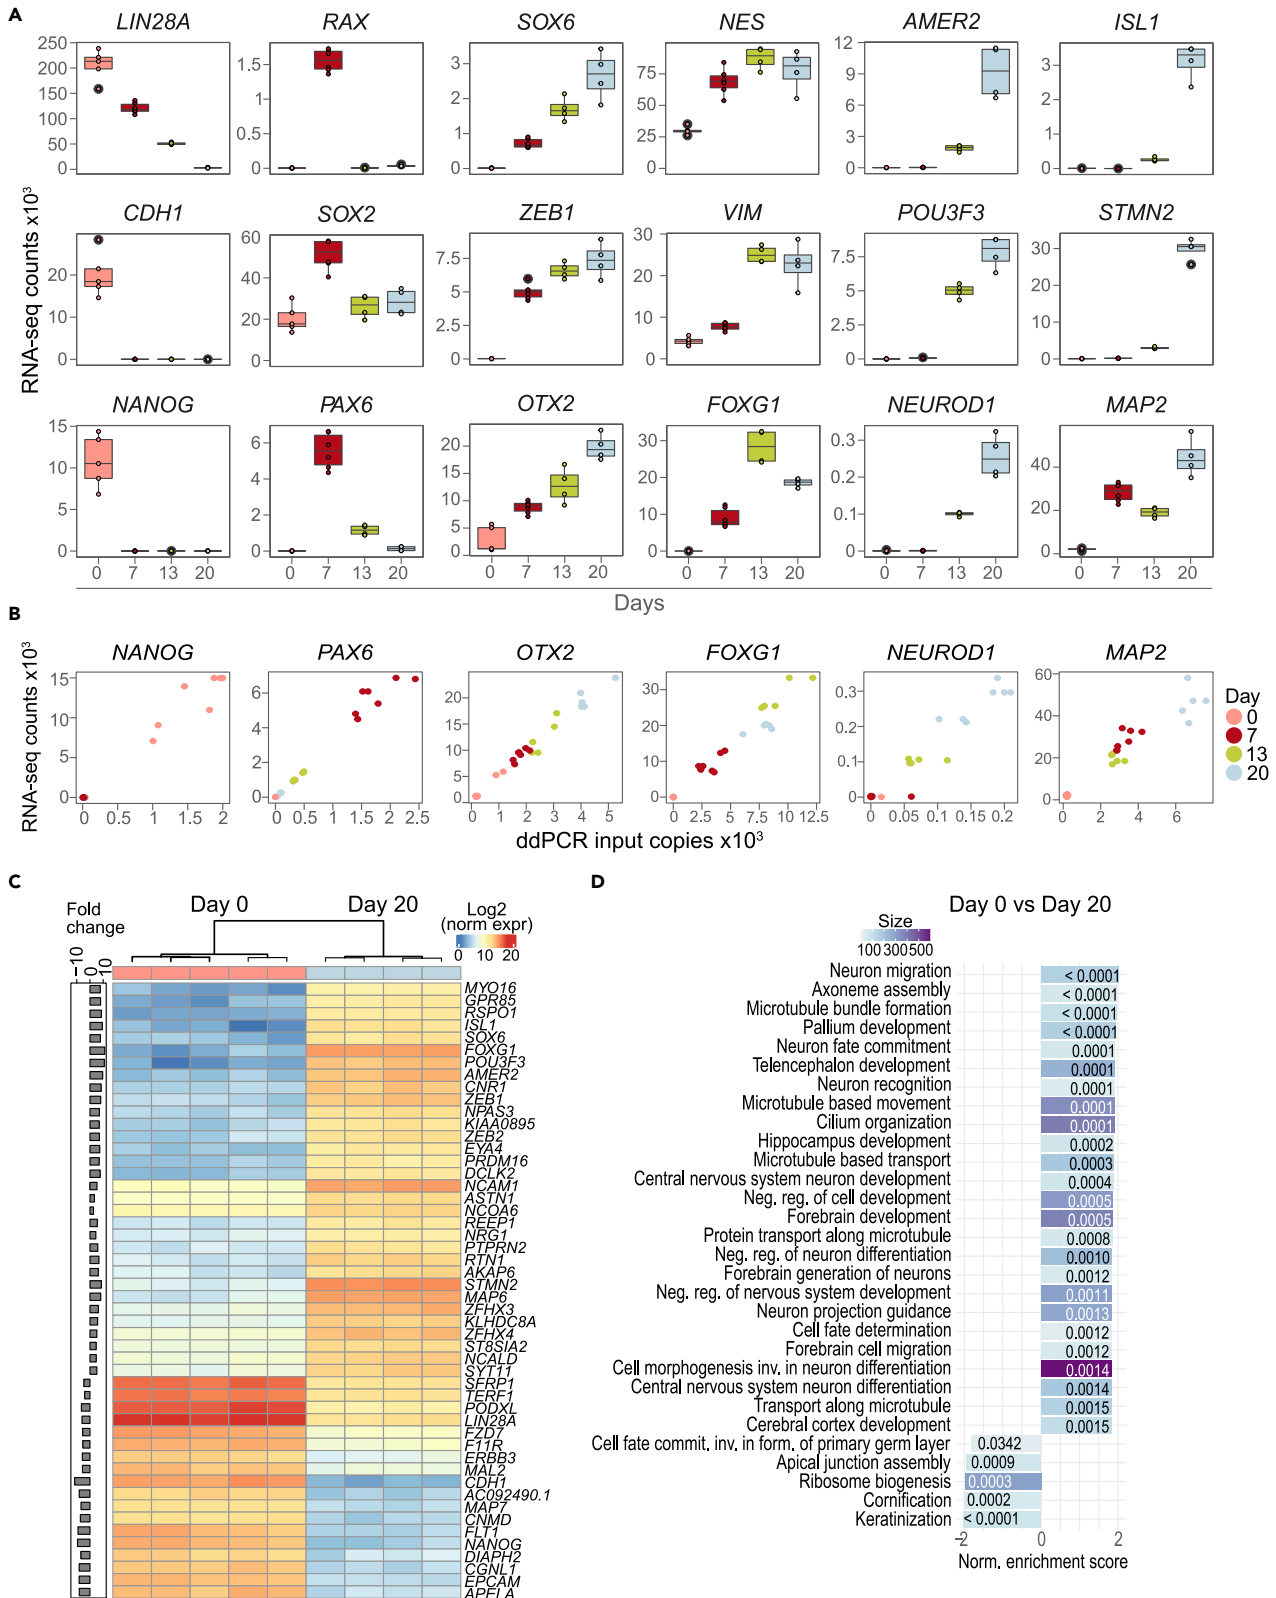 A
LIN28A RAX SOX6 NES AMER2 ISL1
250 200 150 100 50 0
1.5 1 0.5 0
3 2 1 0
75 50 25 0
12 9 6 3 0
3 2 1 0
CDH1 SOX2 ZEB1 VIM POU3F3 STMN2
20 10 0
60 40 20 0
7.5 5 2.5 0
30 20 10 0
7.5 5 2.5 0
30 20 10 0
RNA-seq counts x10³
NANOG PAX6 OTX2 FOXG1 NEUROD1 MAP2
15 10 5 0
6 4 2 0
20 15 10 5 0
30 20 10 0
0.3 0.2 0.1 0
40 20 0
0 7 13 20 0 7 13 20 0 7 13 20 0 7 13 20 0 7 13 20 0 7 13 20
Days
B
NANOG PAX6 OTX2 FOXG1 NEUROD1 MAP2
RNA-seq counts x10³
15 10 5 0
6 4 2 0
20 15 10 5 0
30 20 10 0
0.3 0.2 0.1 0
60 40 20 0
0 0.5 1 1.5 2
0 0.5 1 1.5 2 2.5
0 1 2 3 4 5
0 2.5 5 7.5 10 12.5
0 0.05 0.1 0.15 0.2
0 2 4 6
ddPCR input copies x10³
Day
0
7
13
20
C
Fold change
−10 0 10
Day 0 Day 20
Log2
(norm expr)
0 10 20
MYO16
GPR85
RSPO1
ISL1
SOX6
FOXG1
POU3F3
AMER2
CNR1
ZEB1
NPAS3
KIAA0895
ZEB2
EYA4
PRDM16
DCLK2
NCAM1
ASTN1
NCOA6
REEP1
NRG1
PTPRN2
RTN1
AKAP6
STMN2
MAP6
ZFHX3
KLHDC8A
ZFHX4
ST8SIA2
NCALD
SYT11
SFRP1
TERF1
PODXL
LIN28A
FZD7
F11R
ERBB3
MAL2
CDH1
AC092490.1
MAP7
CNMD
FLT1
NANOG
DIAPH2
CGNL1
EPCAM
APELA
D
Day 0 vs Day 20
Size
100 300 500
Neuron migration < 0.0001
Axoneme assembly < 0.0001
Microtubule bundle formation < 0.0001
Pallium development < 0.0001
Neuron fate commitment 0.0001
Telencephalon development 0.0001
Neuron recognition 0.0001
Microtubule based movement 0.0001
Cilium organization 0.0001
Hippocampus development 0.0002
Microtubule based transport 0.0003
Central nervous system neuron development 0.0004
Neg. reg. of cell development 0.0005
Forebrain development 0.0005
Protein transport along microtubule 0.0008
Neg. reg. of neuron differentiation 0.0010
Forebrain generation of neurons 0.0012
Neg. reg. of nervous system development 0.0011
Neuron projection guidance 0.0013
Cell fate determination 0.0012
Forebrain cell migration 0.0012
Cell morphogenesis inv. in neuron differentiation 0.0014
Central nervous system neuron differentiation 0.0014
Transport along microtubule 0.0015
Cerebral cortex development 0.0015
Cell fate commit. inv. in form. of primary germ layer 0.0342
Apical junction assembly 0.0009
Ribosome biogenesis 0.0003
Cornification 0.0002
Keratinization < 0.0001
−2 0 2
Norm. enrichment score